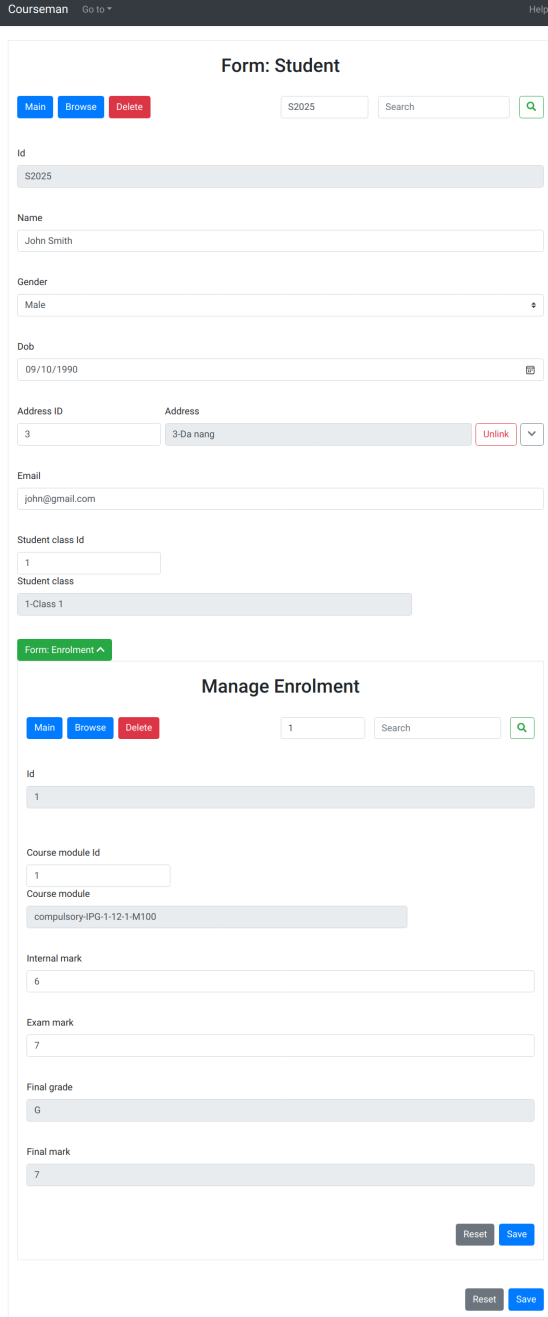 Courseman Go to Help
Form: Student
Main Browse Delete S2025 Search
Id
S2025
Name
John Smith
Gender
Male
Dob
09/10/1990
Address ID Address
3 3-Da nang Unlink
Email
john@gmail.com
Student class Id
1
Student class
1-Class 1
Form: Enrolment
Manage Enrolment
Main Browse Delete 1 Search
Id
1
Course module Id
1
Course module
compulsory-IPG-1-12-1-M100
Internal mark
6
Exam mark
7
Final grade
G
Final mark
7
Reset Save
Reset Save